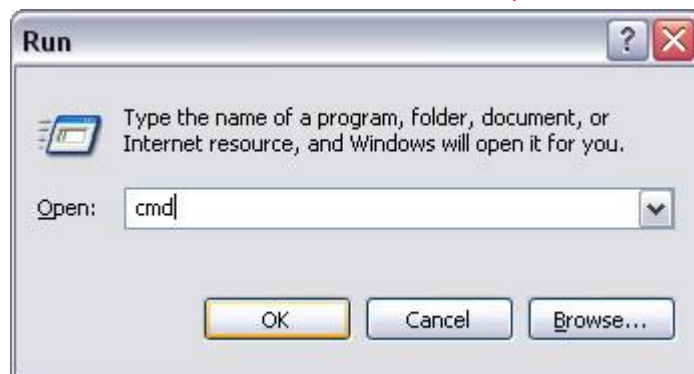 Run
Type the name of a program, folder, document, or
Internet resource, and Windows will open it for you.
Open: cmd
OK Cancel Browse...